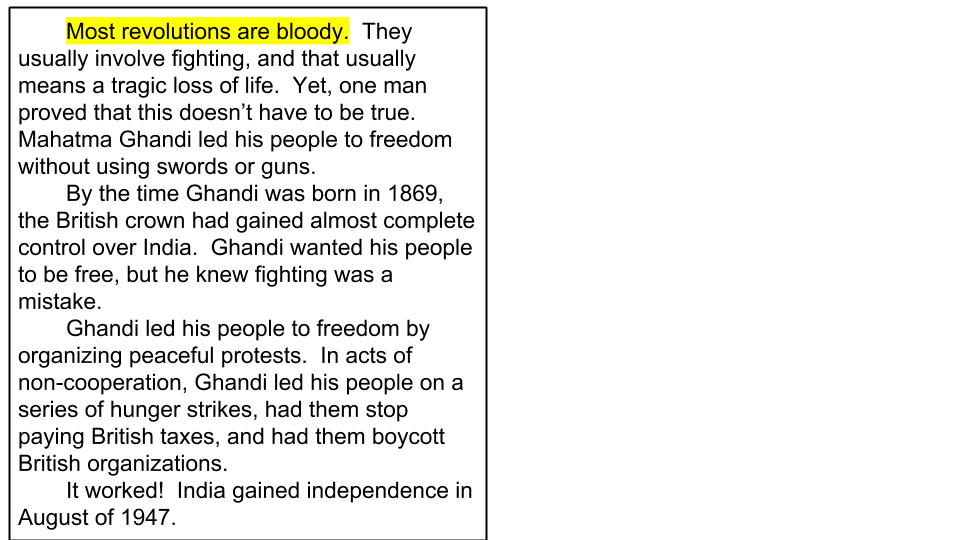 Most revolutions are bloody.  They
usually involve fighting, and that usually
means a tragic loss of life.  Yet, one man
proved that this doesn’t have to be true.
Mahatma Ghandi led his people to freedom
without using swords or guns.
By the time Ghandi was born in 1869,
the British crown had gained almost complete
control over India.  Ghandi wanted his people
to be free, but he knew fighting was a
mistake.
Ghandi led his people to freedom by
organizing peaceful protests.  In acts of
non-cooperation, Ghandi led his people on a
series of hunger strikes, had them stop
paying British taxes, and had them boycott
British organizations.
It worked!  India gained independence in
August of 1947.